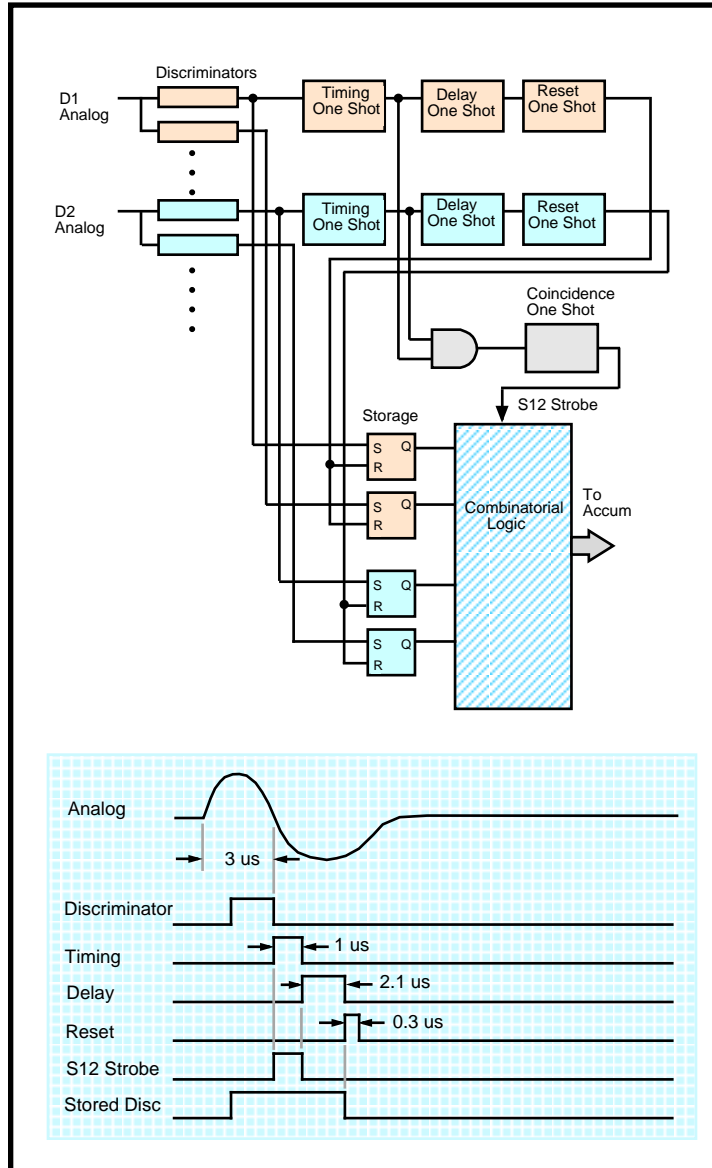 Discriminators
D1
Analog
Timing
One Shot
Delay
One Shot
Reset
One Shot
D2
Analog
Timing
One Shot
Delay
One Shot
Reset
One Shot
Coincidence
One Shot
S12 Strobe
Storage
S Q
R
S Q
R
S Q
R
S Q
R
Combinatorial
Logic
To
Accum
Analog
3 us
Discriminator
Timing
1 us
Delay
2.1 us
Reset
0.3 us
S12 Strobe
Stored Disc